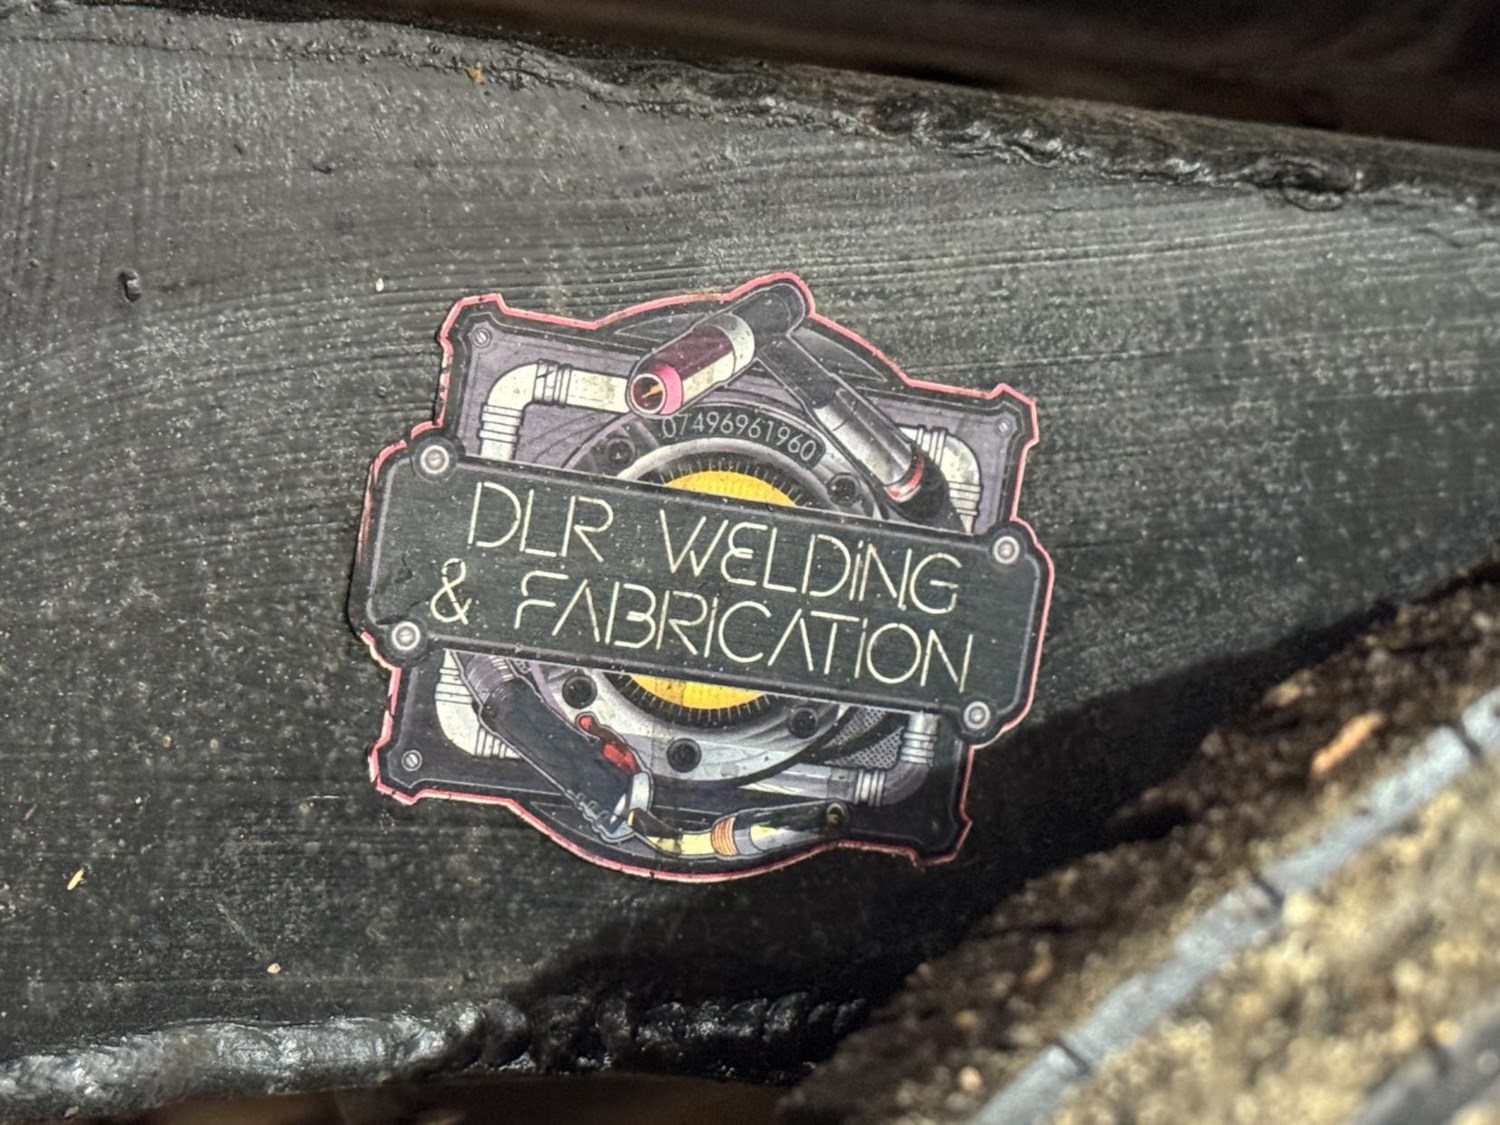 07496961960
DLR WELDING
& FABRICATION